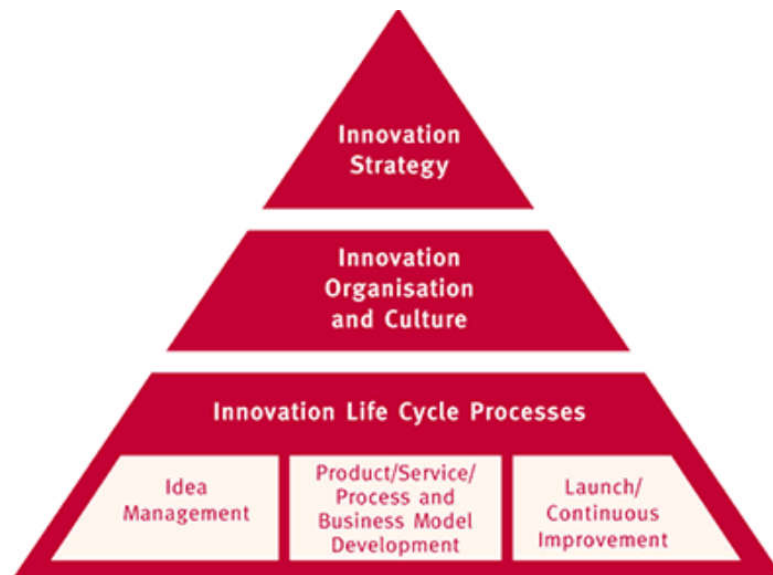 Innovation
Strategy
Innovation
Organisation
and Culture
Innovation Life Cycle Processes
Idea
Management
Product/Service/
Process and
Business Model
Development
Launch/
Continuous
Improvement